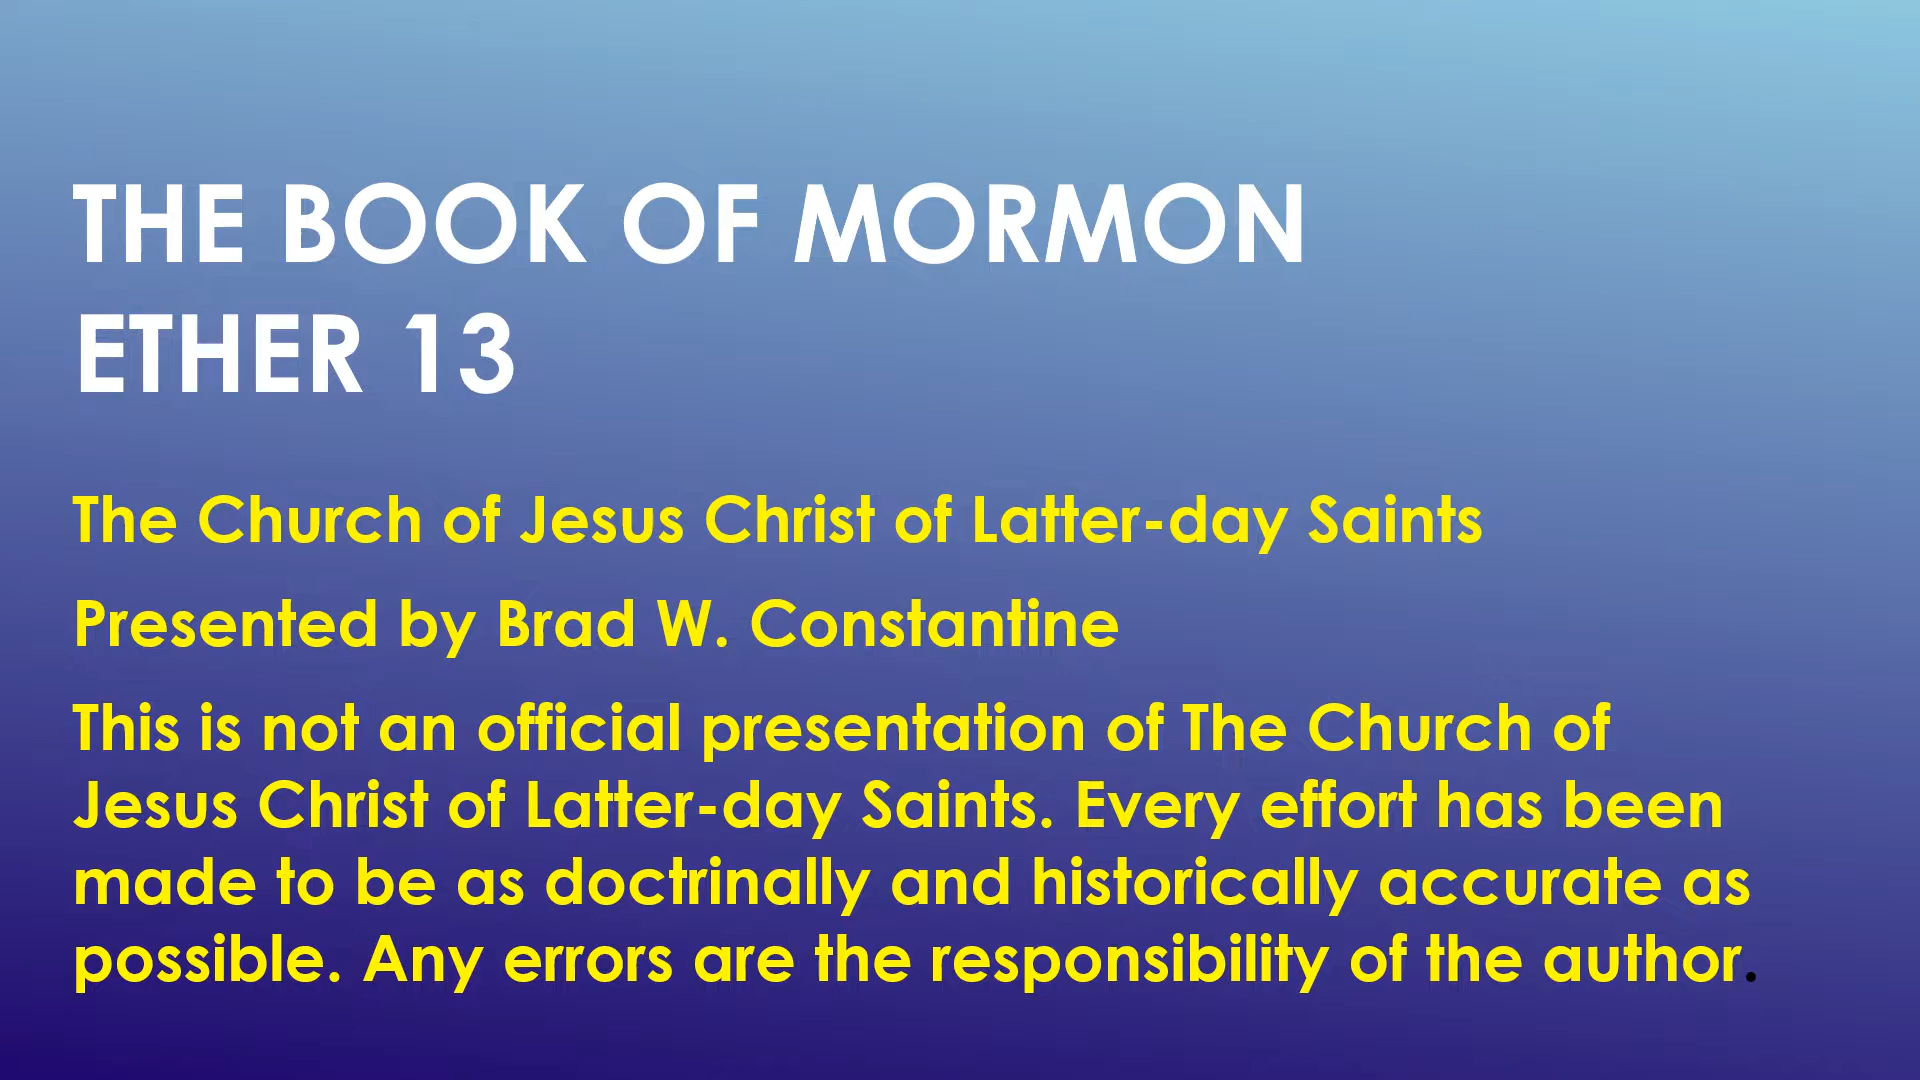 THE BOOK OF MORMON
ETHER 13
The Church of Jesus Christ of Latter-day Saints
Presented by Brad W. Constantine
This is not an official presentation of The Church of
Jesus Christ of Latter-day Saints. Every effort has been
made to be as doctrinally and historically accurate as
possible. Any errors are the responsibility of the author.